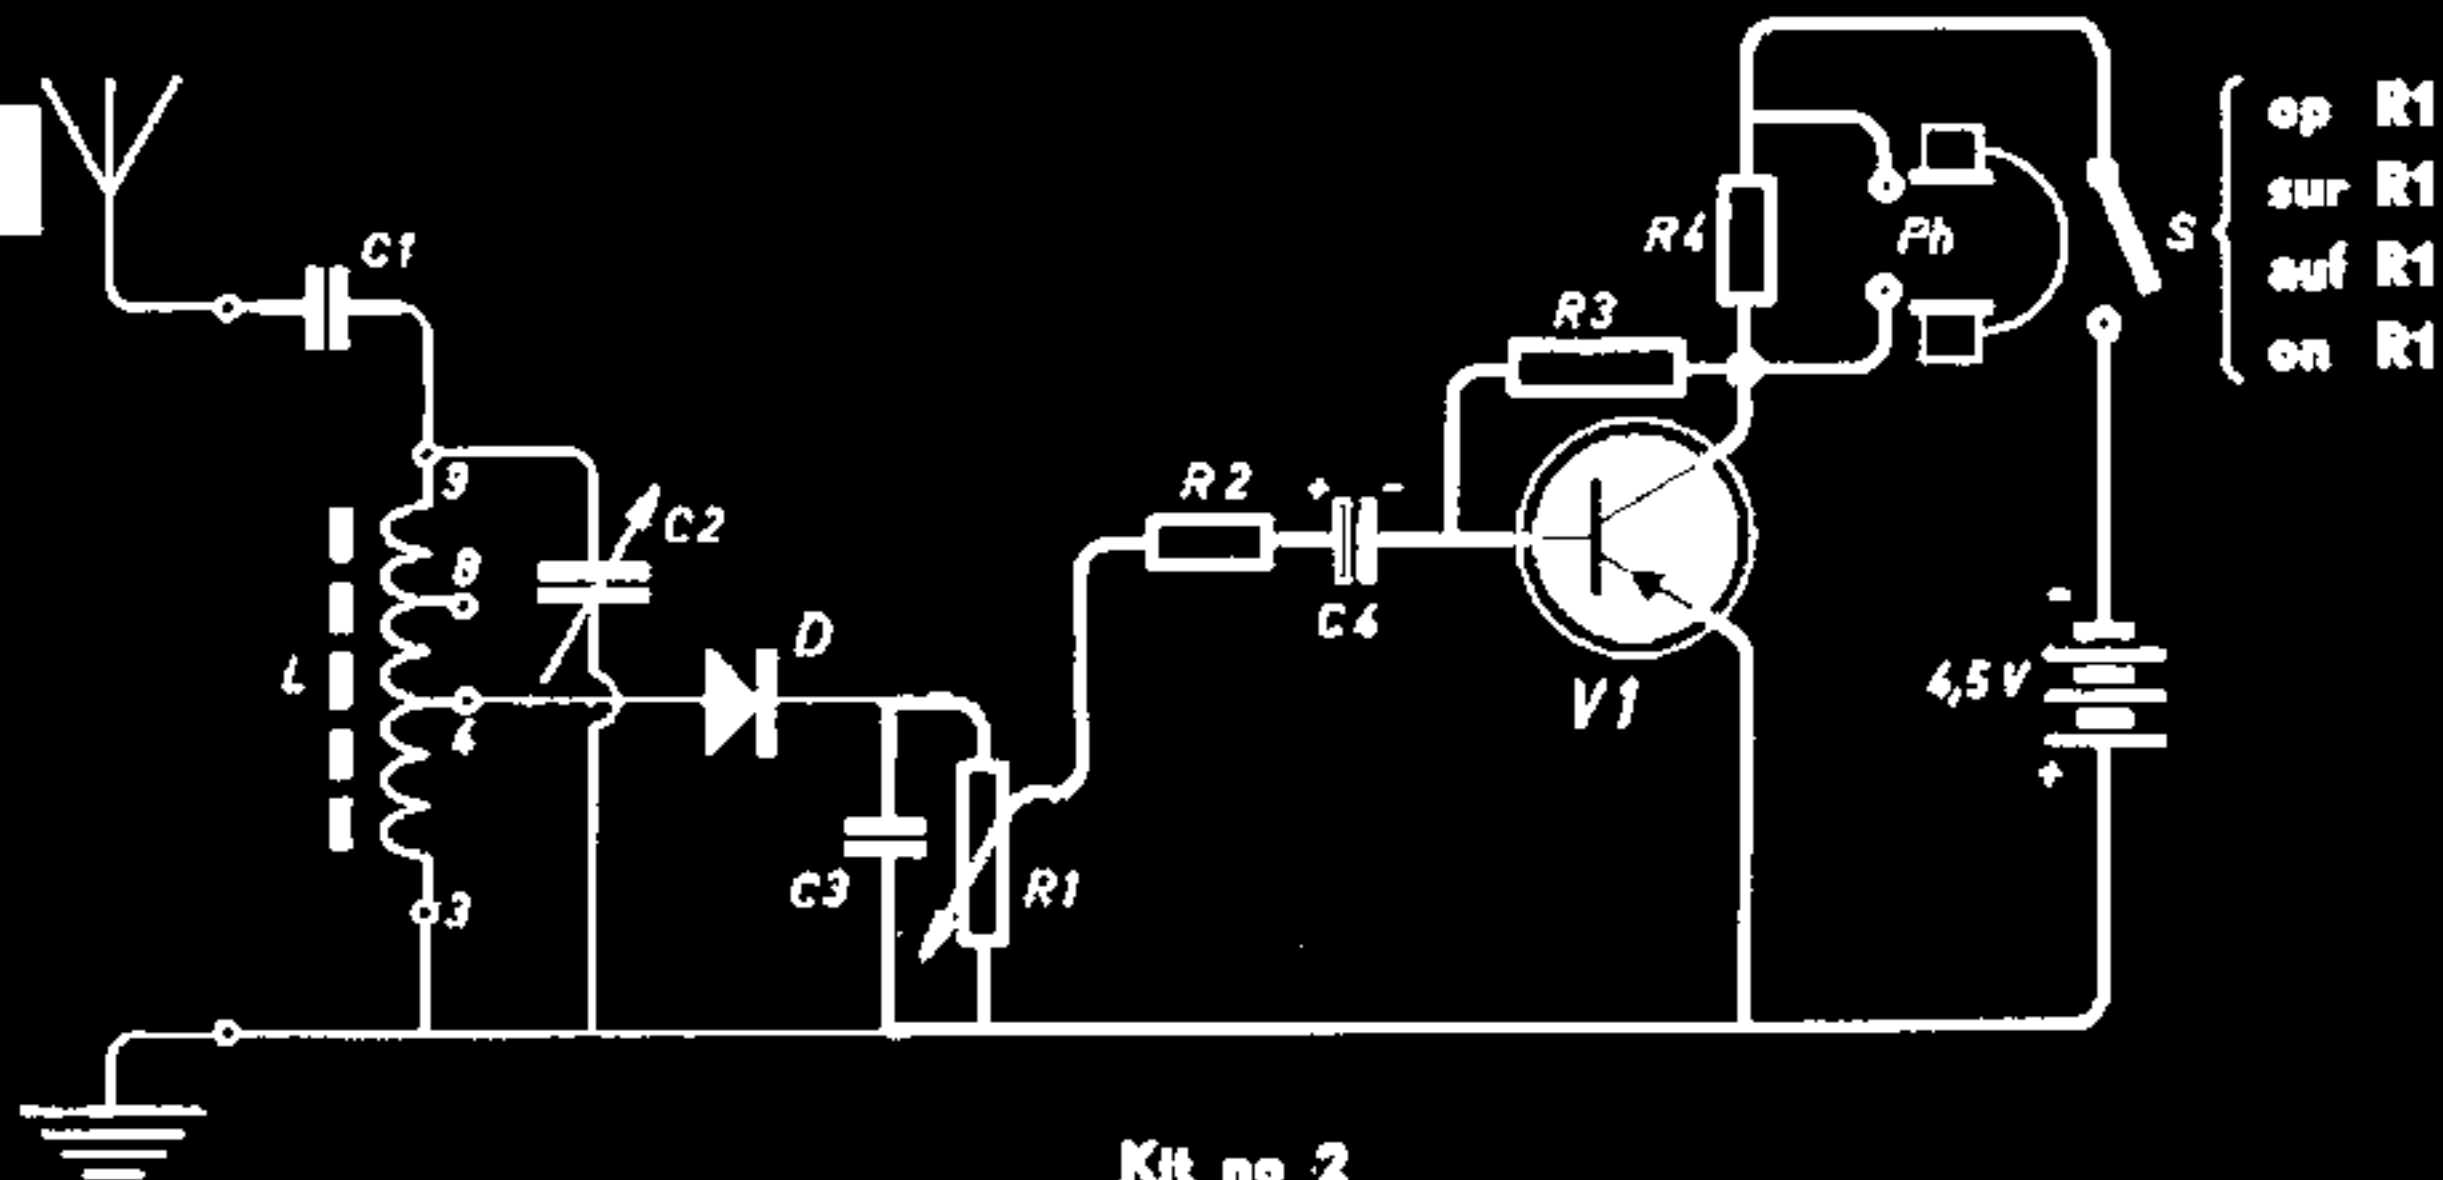 C1
9
8
L
4
3
C2
D
C3
R1
R2
+ -
C4
R3
V1
R4
Ph
S
op R1
sur R1
auf R1
on R1
-
4,5V
+
Kit no 2